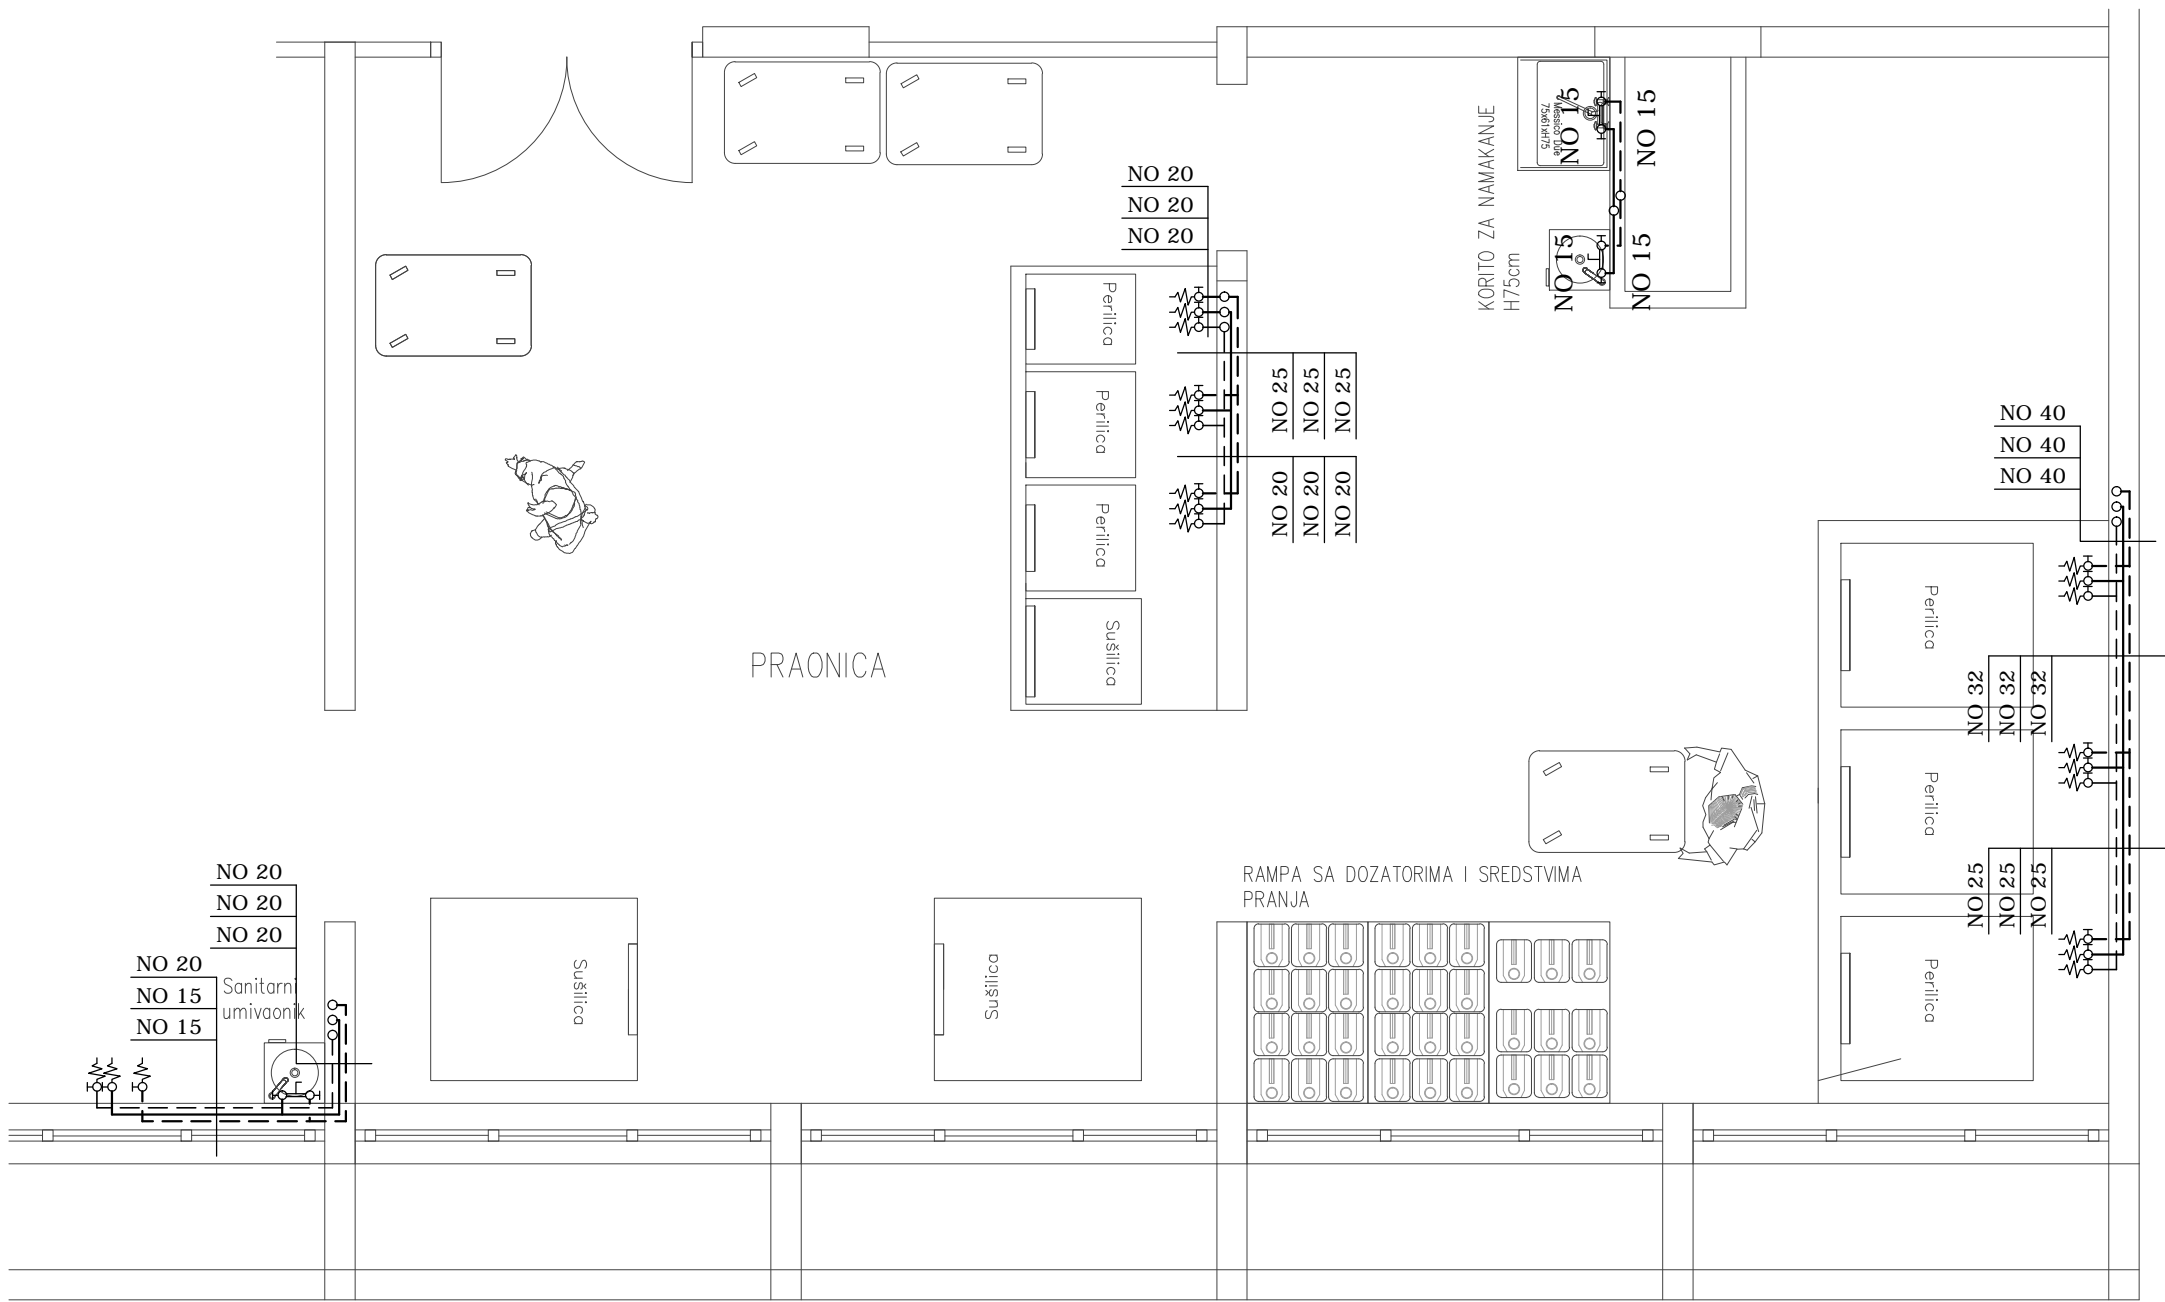 NO 15
NO 15
Messico Due
75x61xH75
KORITO ZA NAMAKANJE
H75cm
NO 15
NO 15
NO 20
NO 20
NO 20
Perilica
Perilica
Perilica
Sušilica
NO 25
NO 25
NO 25
NO 20
NO 20
NO 20
NO 40
NO 40
NO 40
Perilica
Perilica
Perilica
NO 32
NO 32
NO 32
NO 25
NO 25
NO 25
PRAONICA
RAMPA SA DOZATORIMA I SREDSTVIMA
PRANJA
NO 20
NO 20
NO 20
NO 20
NO 15
NO 15
Sanitarni
umivaonik
Sušilica
Sušilica